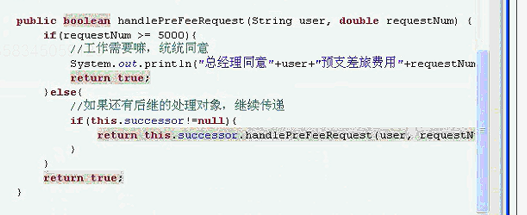 public boolean handlePreFeeRequest(String user, double requestNum) {
if(requestNum >= 5000){
//工作需要嘛，统统同意
System.out.println("总经理同意"+user+"预支差旅费用"+requestNum
return true;
}else{
//如果还有后继的处理对象，继续传递
if(this.successor!=null){
return this.successor.handlePreFeeRequest(user, requestN
}
}
return true;
}